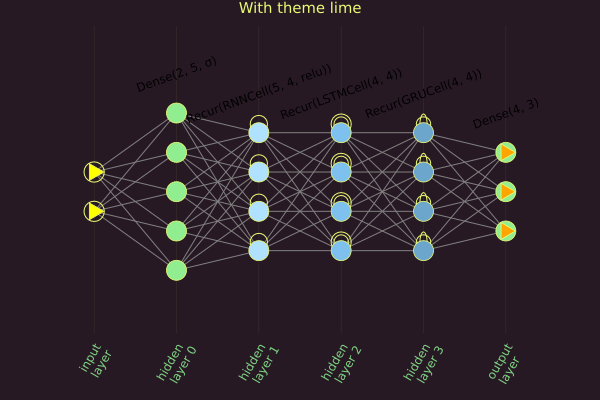 With theme lime
Dense(2, 5, σ)
Recur(RNNCell(5, 4, relu))
Recur(LSTMCell(4, 4))
Recur(GRUCell(4, 4))
Dense(4, 3)
input
layer
hidden
layer 0
hidden
layer 1
hidden
layer 2
hidden
layer 3
output
layer